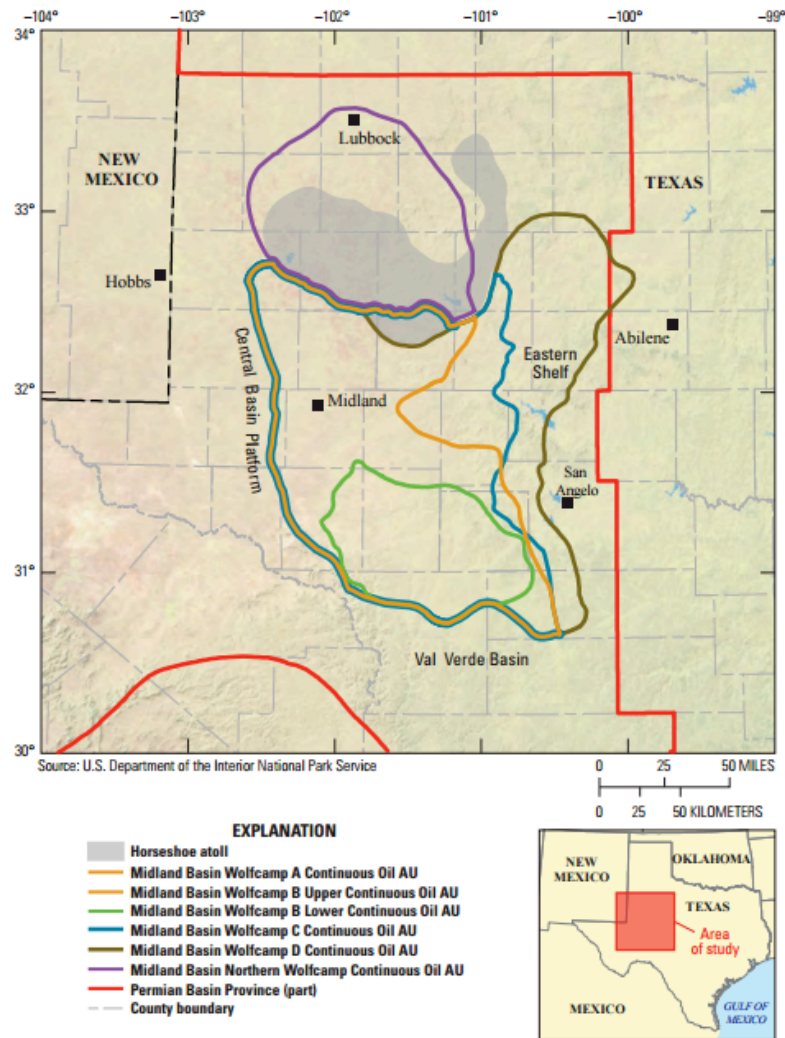 –104° –103° –102° –101° –100° –99°
34°
Lubbock
NEW
MEXICO
TEXAS
33°
Hobbs
Central Basin Platform
Eastern
Shelf
Abilene
32°
Midland
San
Angelo
31°
Val Verde Basin
30°
Source: U.S. Department of the Interior National Park Service
0 25 50 MILES
0 25 50 KILOMETERS
EXPLANATION
Horseshoe atoll
Midland Basin Wolfcamp A Continuous Oil AU
Midland Basin Wolfcamp B Upper Continuous Oil AU
Midland Basin Wolfcamp B Lower Continuous Oil AU
Midland Basin Wolfcamp C Continuous Oil AU
Midland Basin Wolfcamp D Continuous Oil AU
Midland Basin Northern Wolfcamp Continuous Oil AU
Permian Basin Province (part)
County boundary
NEW
MEXICO
OKLAHOMA
TEXAS
Area
of study
MEXICO
GULF OF
MEXICO